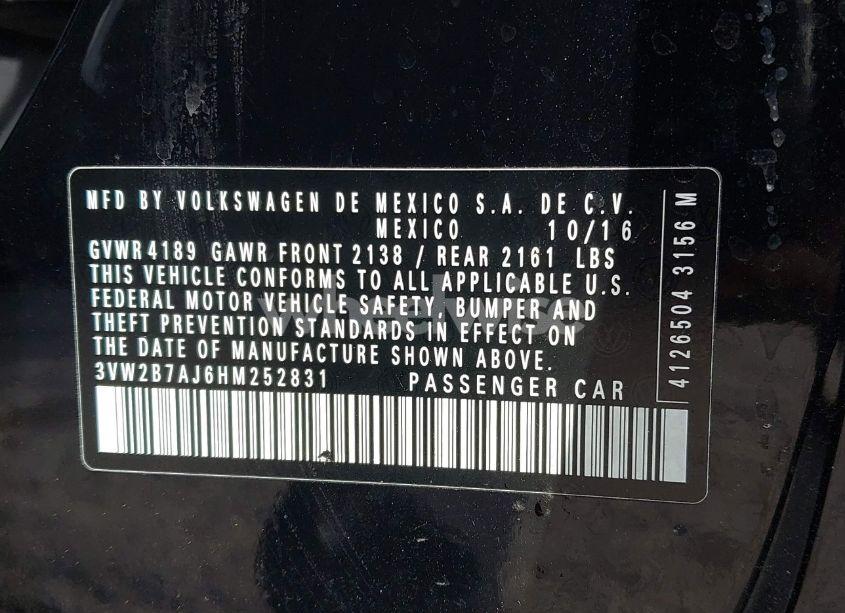 MFD BY VOLKSWAGEN DE MEXICO S.A. DE C.V.
MEXICO 10/16
GVWR 4189 GAWR FRONT 2138 / REAR 2161 LBS
THIS VEHICLE CONFORMS TO ALL APPLICABLE U.S.
FEDERAL MOTOR VEHICLE SAFETY, BUMPER AND
THEFT PREVENTION STANDARDS IN EFFECT ON
THE DATE OF MANUFACTURE SHOWN ABOVE.
3VW2B7AJ6HM252831 PASSENGER CAR
4126504 3156 M